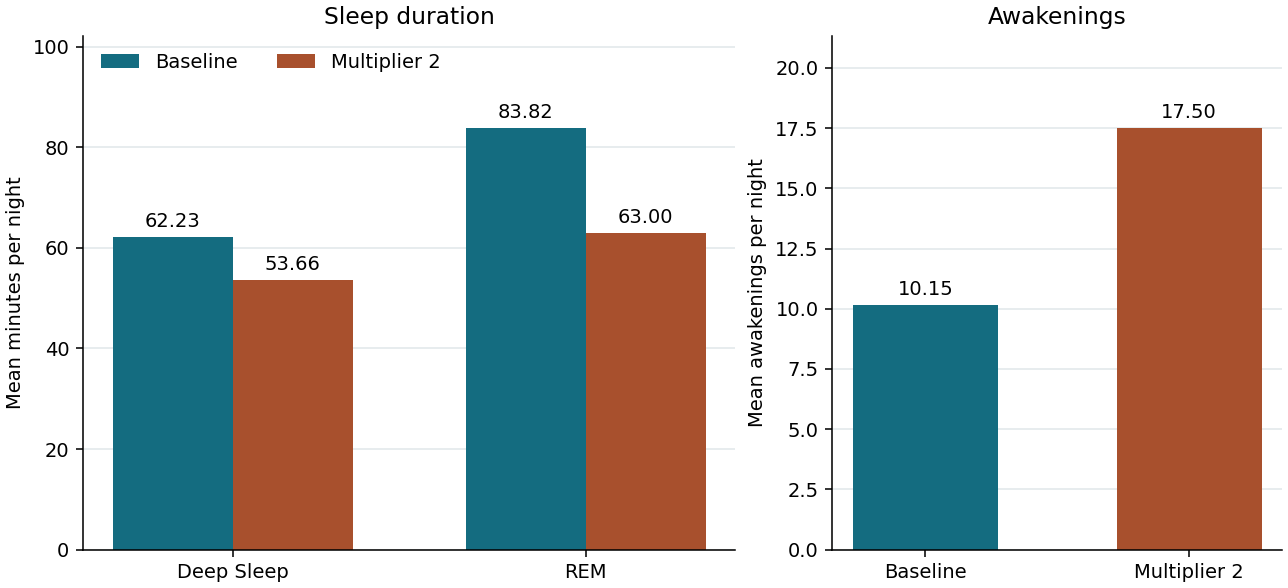 Sleep duration
Mean minutes per night
100
80
60
40
20
0
Baseline
Multiplier 2
62.23
53.66
83.82
63.00
Deep Sleep
REM
Awakenings
Mean awakenings per night
20.0
17.5
15.0
12.5
10.0
7.5
5.0
2.5
0.0
10.15
17.50
Baseline
Multiplier 2